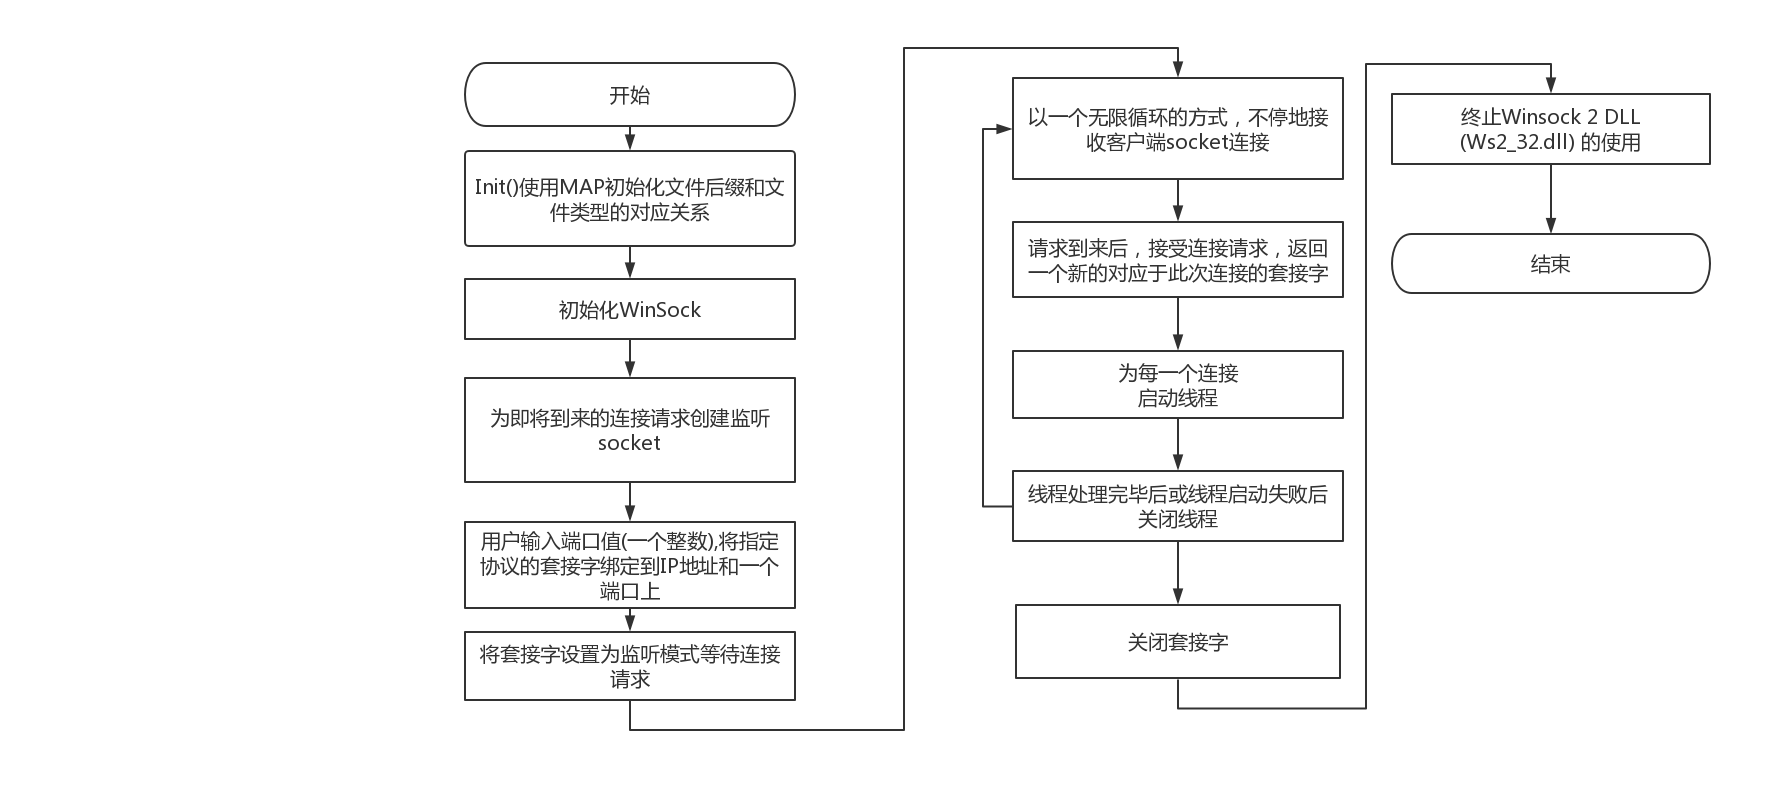 开始
Init()使用MAP初始化文件后缀和文
件类型的对应关系
初始化WinSock
为即将到来的连接请求创建监听
socket
用户输入端口值(一个整数),将指定
协议的套接字绑定到IP地址和一个
端口上
将套接字设置为监听模式等待连接
请求
以一个无限循环的方式，不停地接
收客户端socket连接
请求到来后，接受连接请求，返回
一个新的对应于此次连接的套接字
为每一个连接
启动线程
线程处理完毕后或线程启动失败后
关闭线程
关闭套接字
终止Winsock 2 DLL
(Ws2_32.dll) 的使用
结束